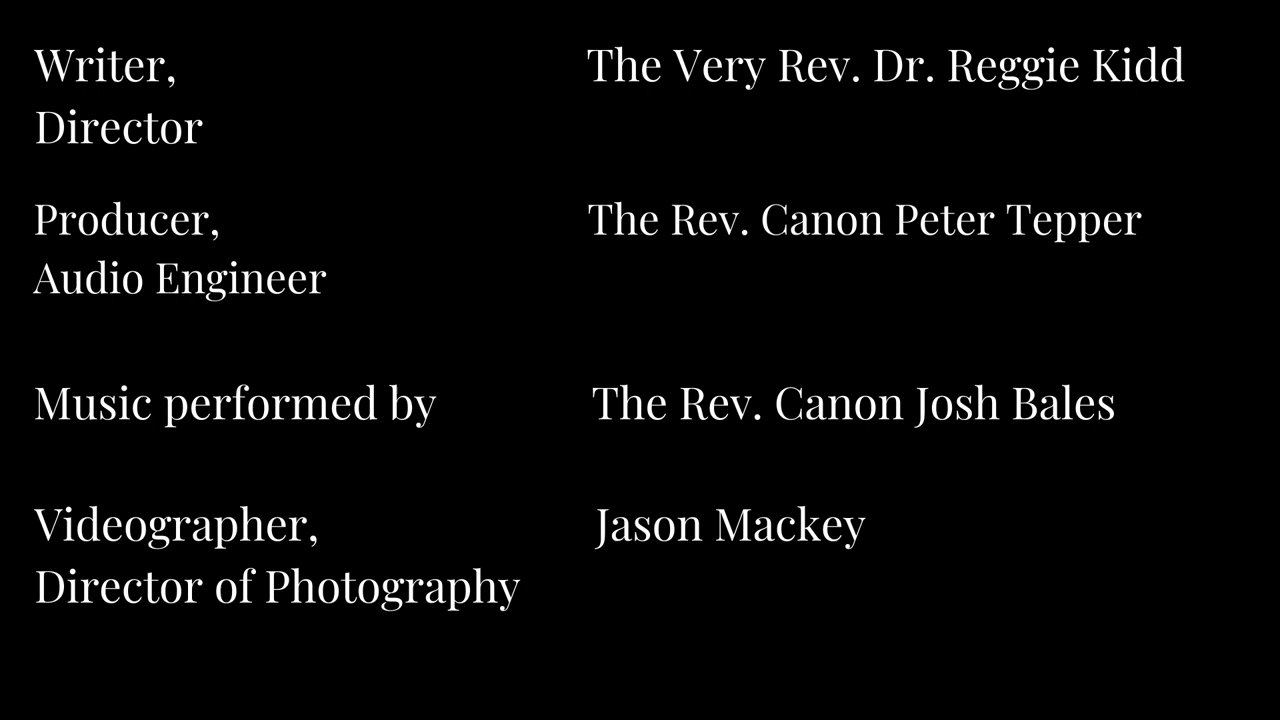 Writer, The Very Rev. Dr. Reggie Kidd
Director
Producer, The Rev. Canon Peter Tepper
Audio Engineer
Music performed by The Rev. Canon Josh Bales
Videographer, Jason Mackey
Director of Photography